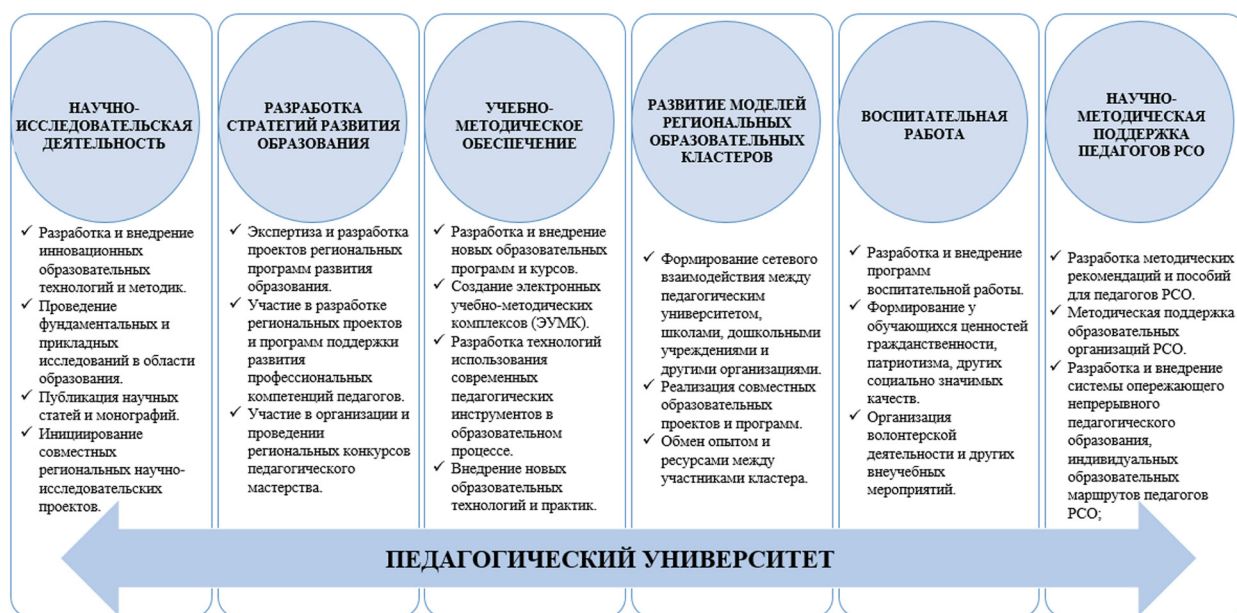 НАУЧНО-
ИССЛЕДОВАТЕЛЬСКАЯ
ДЕЯТЕЛЬНОСТЬ
✓ Разработка и внедрение
инновационных
образовательных
технологий и методик.
✓ Проведение
фундаментальных и
прикладных
исследований в области
образования.
✓ Публикация научных
статей и монографий.
✓ Инициирование
совместных
региональных научно-
исследовательских
проектов.
РАЗРАБОТКА
СТРАТЕГИЙ РАЗВИТИЯ
ОБРАЗОВАНИЯ
✓ Экспертиза и разработка
проектов региональных
программ развития
образования.
✓ Участие в разработке
региональных проектов
и программ поддержки
развития
профессиональных
компетенций педагогов.
✓ Участие в организации и
проведении
региональных конкурсов
педагогического
мастерства.
УЧЕБНО-
МЕТОДИЧЕСКОЕ
ОБЕСПЕЧЕНИЕ
✓ Разработка и внедрение
новых образовательных
программ и курсов.
✓ Создание электронных
учебно-методических
комплексов (ЭУМК).
✓ Разработка технологий
использования
современных
педагогических
инструментов в
образовательном
процессе.
✓ Внедрение новых
образовательных
технологий и практик.
РАЗВИТИЕ МОДЕЛЕЙ
РЕГИОНАЛЬНЫХ
ОБРАЗОВАТЕЛЬНЫХ
КЛАСТЕРОВ
✓ Формирование сетевого
взаимодействия между
педагогическим
университетом,
школами, дошкольными
учреждениями и
другими организациями.
✓ Реализация совместных
образовательных
проектов и программ.
✓ Обмен опытом и
ресурсами между
участниками кластера.
ВОСПИТАТЕЛЬНАЯ
РАБОТА
✓ Разработка и внедрение
программ
воспитательной работы.
✓ Формирование у
обучающихся ценностей
гражданственности,
патриотизма, других
социально значимых
качеств.
✓ Организация
волонтерской
деятельности и других
внеучебных
мероприятий.
НАУЧНО-
МЕТОДИЧЕСКАЯ
ПОДДЕРЖКА
ПЕДАГОГОВ РСО
✓ Разработка методических
рекомендаций и пособий
для педагогов РСО.
✓ Методическая поддержка
образовательных
организаций РСО.
✓ Разработка и внедрение
системы опережающего
непрерывного
педагогического
образования,
индивидуальных
образовательных
маршрутов педагогов
РСО;
ПЕДАГОГИЧЕСКИЙ УНИВЕРСИТЕТ